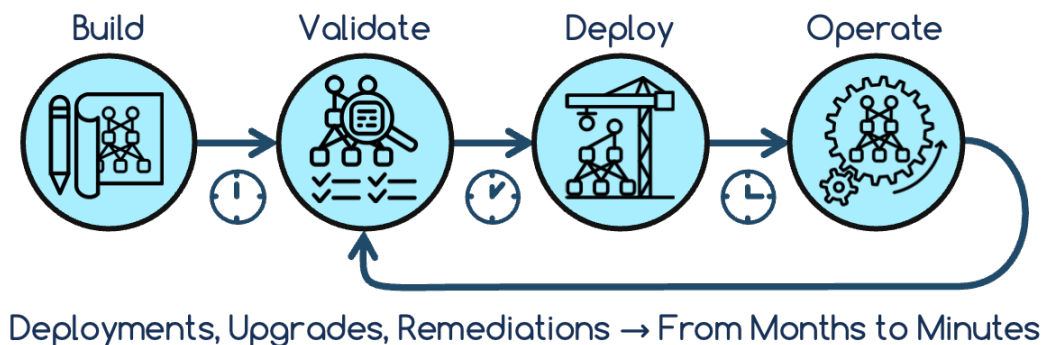 Build
Validate
Deploy
Operate
Deployments, Upgrades, Remediations → From Months to Minutes